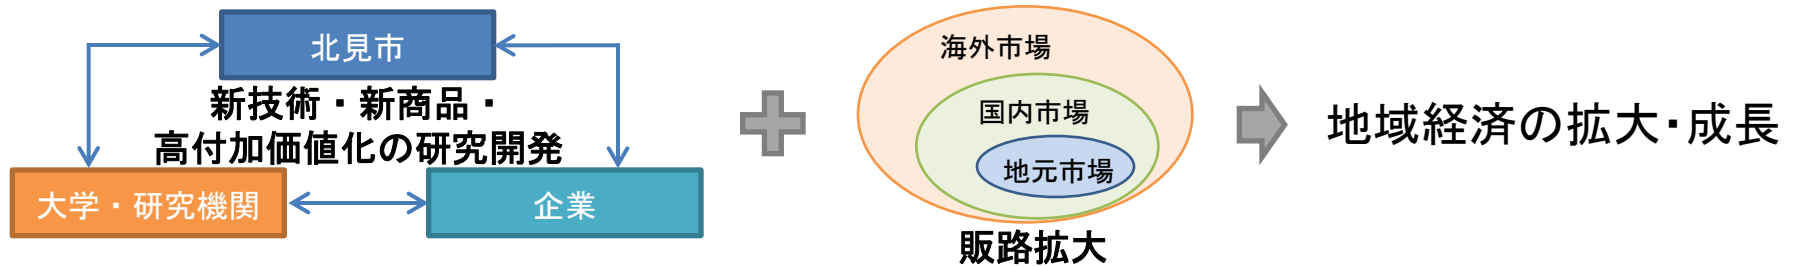 北見市
新技術・新商品・
高付加価値化の研究開発
大学・研究機関
企業
海外市場
国内市場
地元市場
販路拡大
地域経済の拡大・成長